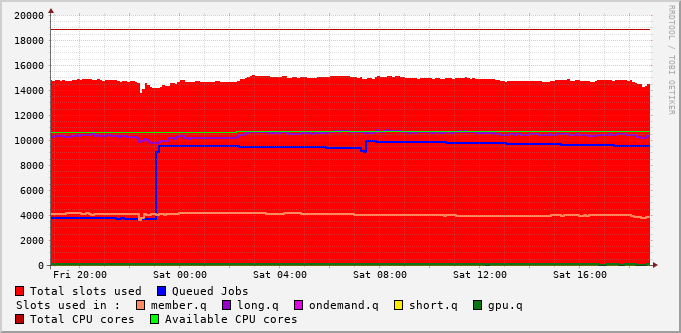 20000
18000
16000
14000
12000
10000
8000
6000
4000
2000
0
Fri 20:00 Sat 00:00 Sat 04:00 Sat 08:00 Sat 12:00 Sat 16:00
Total slots used Queued Jobs
Slots used in : member.q long.q ondemand.q short.q gpu.q
Total CPU cores Available CPU cores
RRDTOOL / TOBI OETIKER